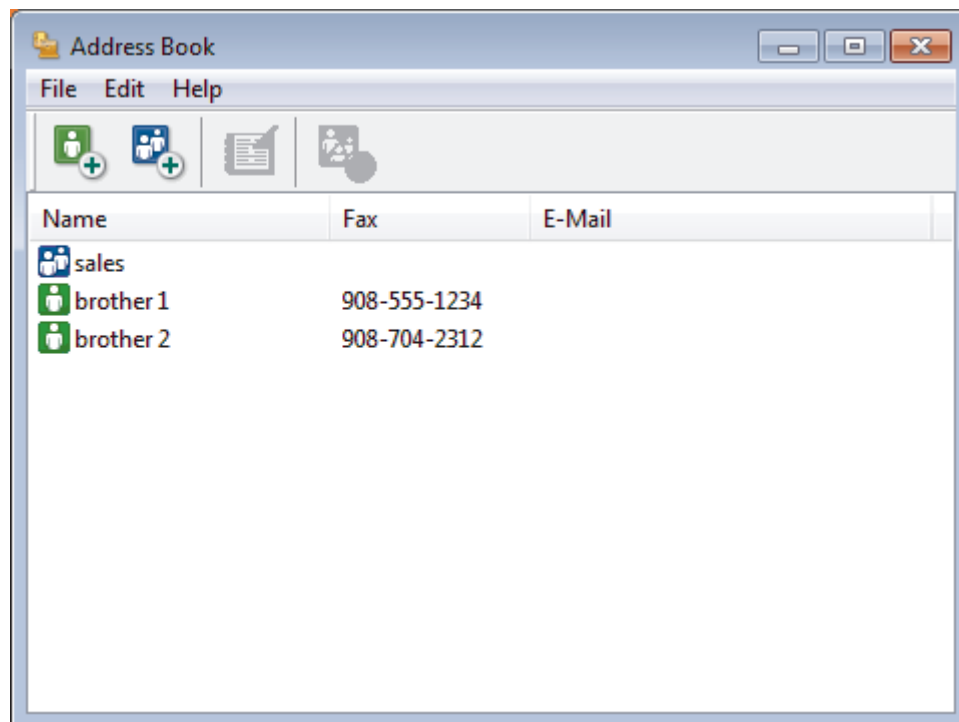 Address Book
File Edit Help
Name Fax E-Mail
sales
brother 1 908-555-1234
brother 2 908-704-2312